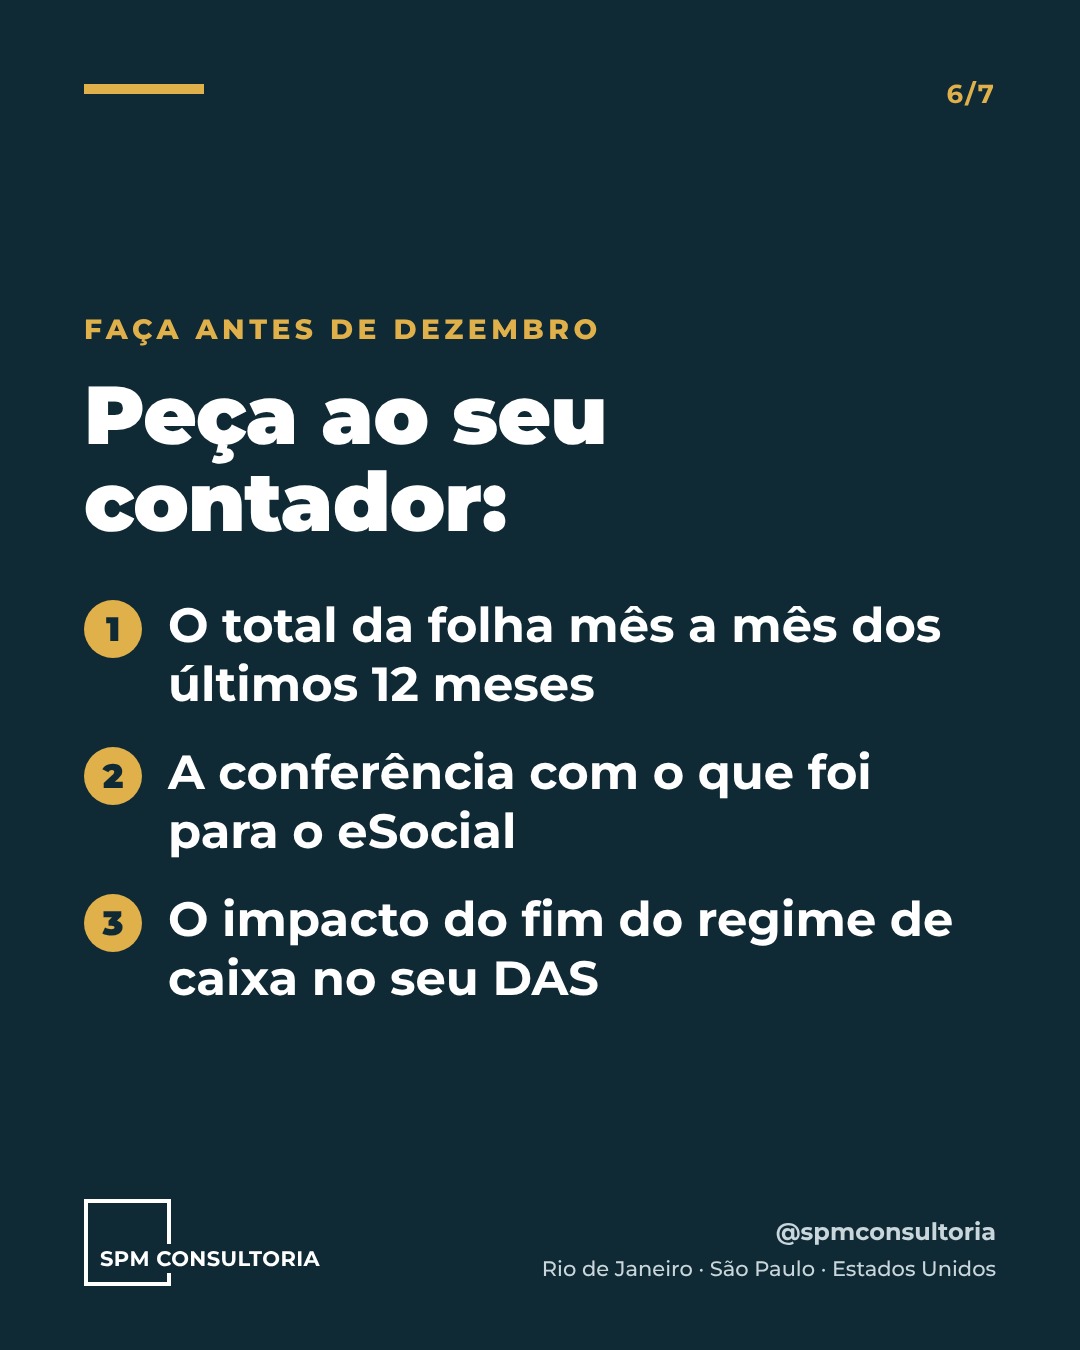 6/7
FAÇA ANTES DE DEZEMBRO
Peça ao seu
contador:
1 O total da folha mês a mês dos
últimos 12 meses
2 A conferência com o que foi
para o eSocial
3 O impacto do fim do regime de
caixa no seu DAS
SPM CONSULTORIA
@spmconsultoria
Rio de Janeiro · São Paulo · Estados Unidos